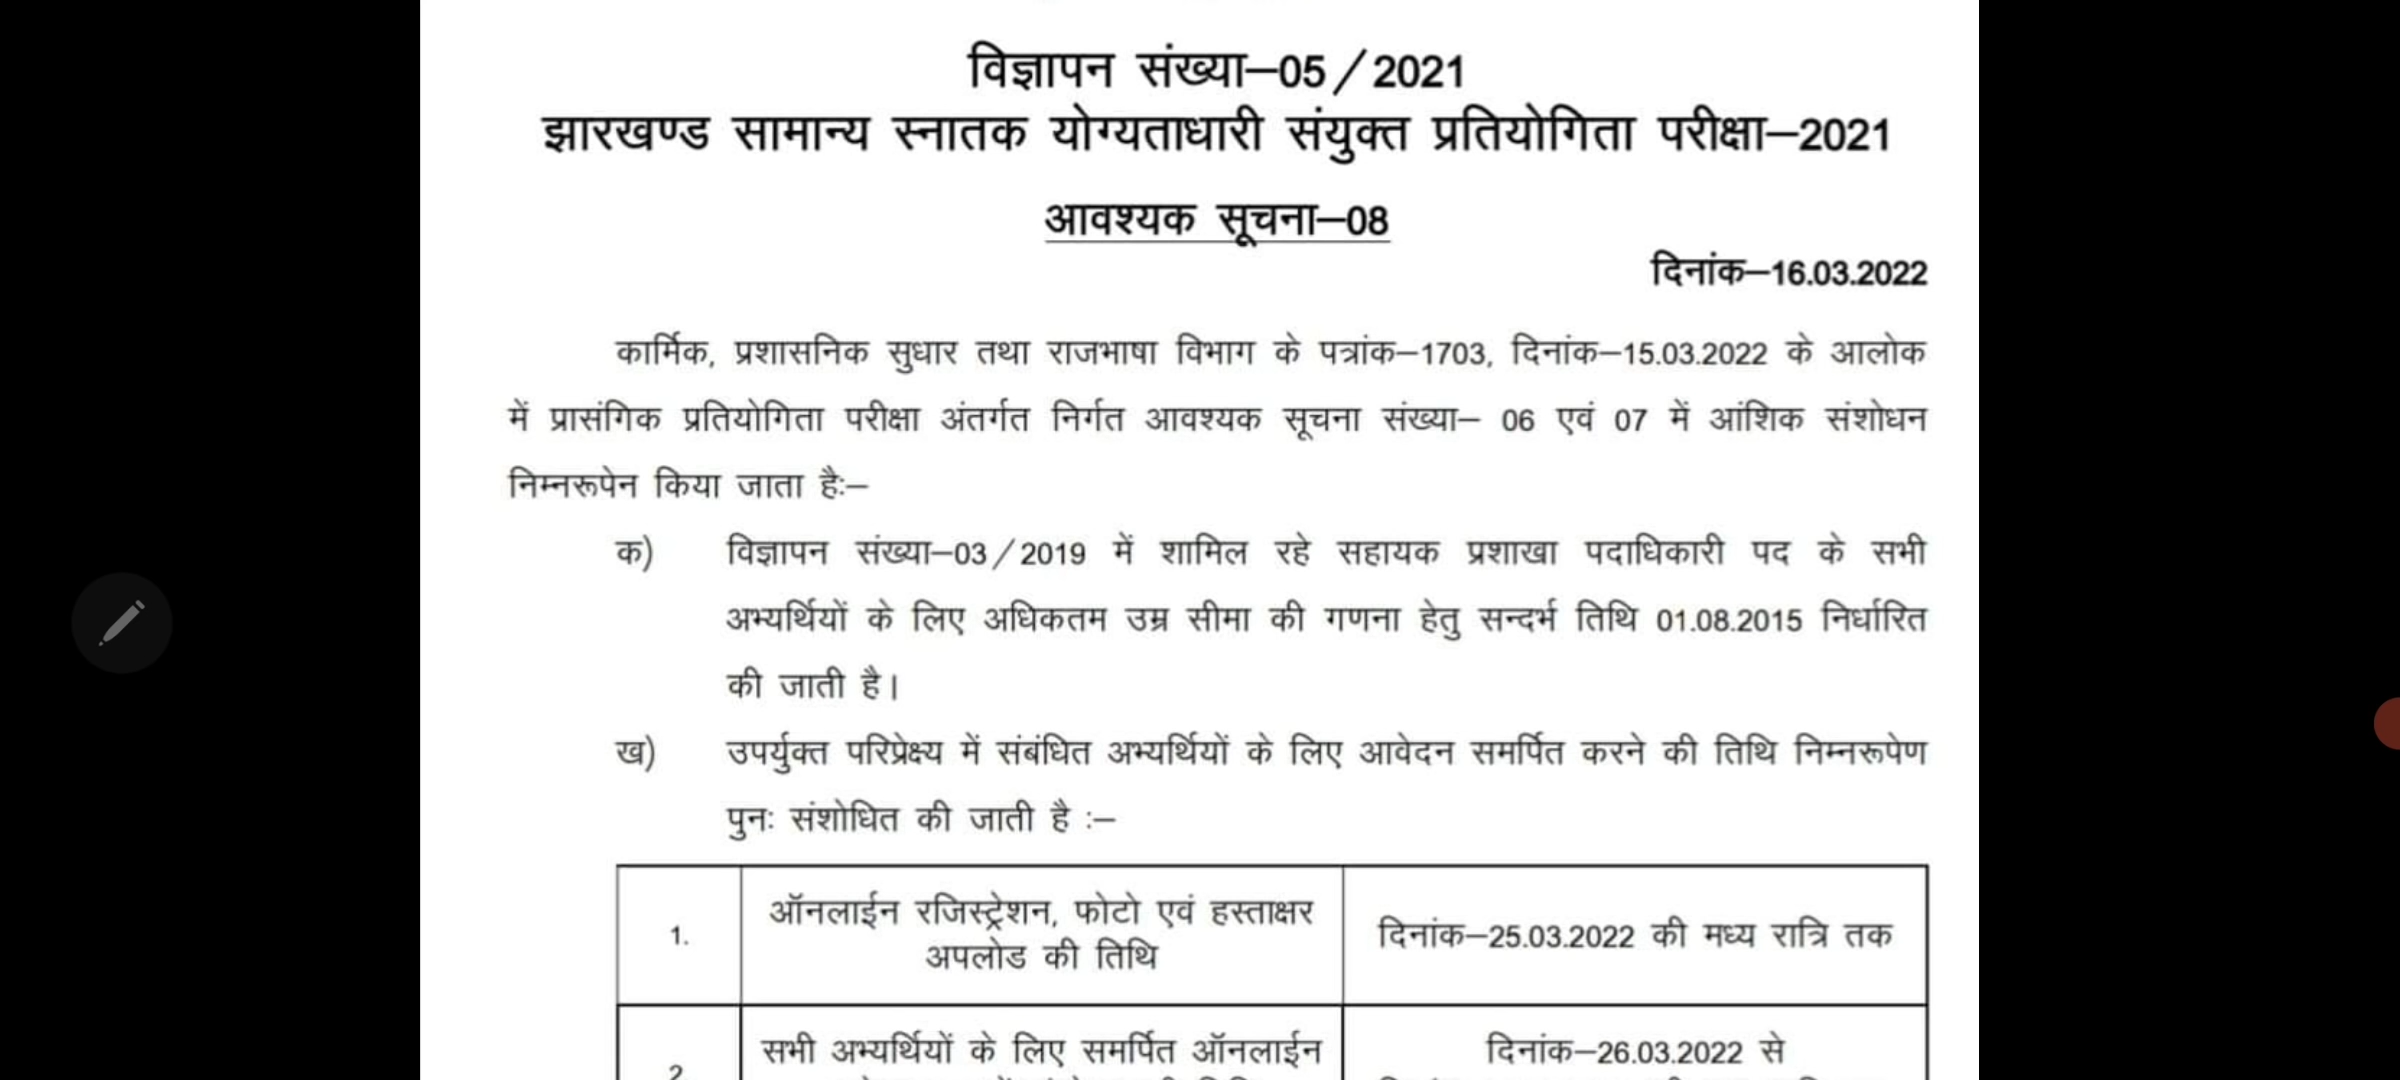 विज्ञापन संख्या–05/2021
झारखण्ड सामान्य स्नातक योग्यताधारी संयुक्त प्रतियोगिता परीक्षा–2021
आवश्यक सूचना–08
दिनांक–16.03.2022
कार्मिक, प्रशासनिक सुधार तथा राजभाषा विभाग के पत्रांक–1703, दिनांक–15.03.2022 के आलोक
में प्रासंगिक प्रतियोगिता परीक्षा अंतर्गत निर्गत आवश्यक सूचना संख्या– 06 एवं 07 में आंशिक संशोधन
निम्नरूपेन किया जाता हैः–
क) विज्ञापन संख्या–03/2019 में शामिल रहे सहायक प्रशाखा पदाधिकारी पद के सभी
अभ्यर्थियों के लिए अधिकतम उम्र सीमा की गणना हेतु सन्दर्भ तिथि 01.08.2015 निर्धारित
की जाती है।
ख) उपर्युक्त परिप्रेक्ष्य में संबंधित अभ्यर्थियों के लिए आवेदन समर्पित करने की तिथि निम्नरूपेण
पुनः संशोधित की जाती है :–
1. ऑनलाईन रजिस्ट्रेशन, फोटो एवं हस्ताक्षर
अपलोड की तिथि
दिनांक–25.03.2022 की मध्य रात्रि तक
2. सभी अभ्यर्थियों के लिए समर्पित ऑनलाईन
दिनांक–26.03.2022 से